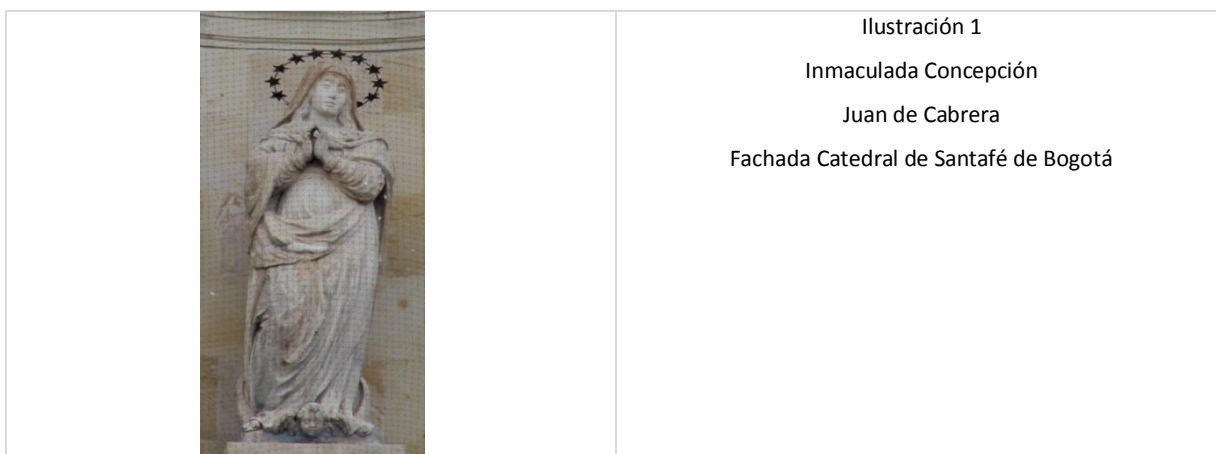 Ilustración 1
Inmaculada Concepción
Juan de Cabrera
Fachada Catedral de Santafé de Bogotá